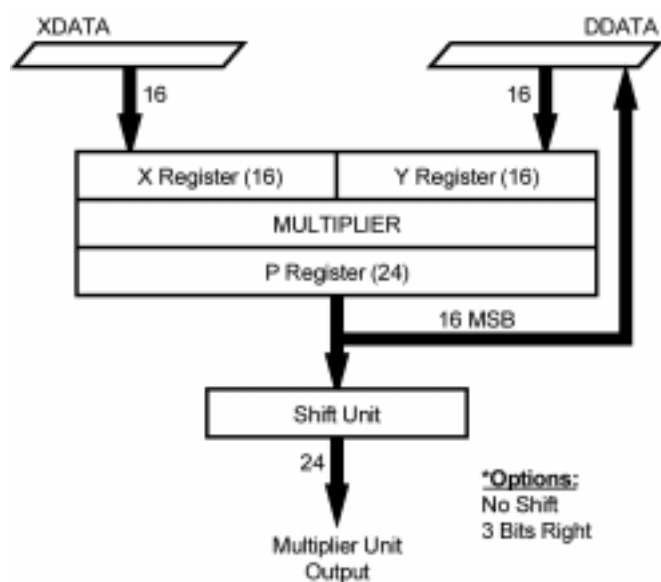 XDATA
DDATA
16
16
X Register (16)
Y Register (16)
MULTIPLIER
P Register (24)
16 MSB
Shift Unit
24
*Options:
No Shift
3 Bits Right
Multiplier Unit
Output